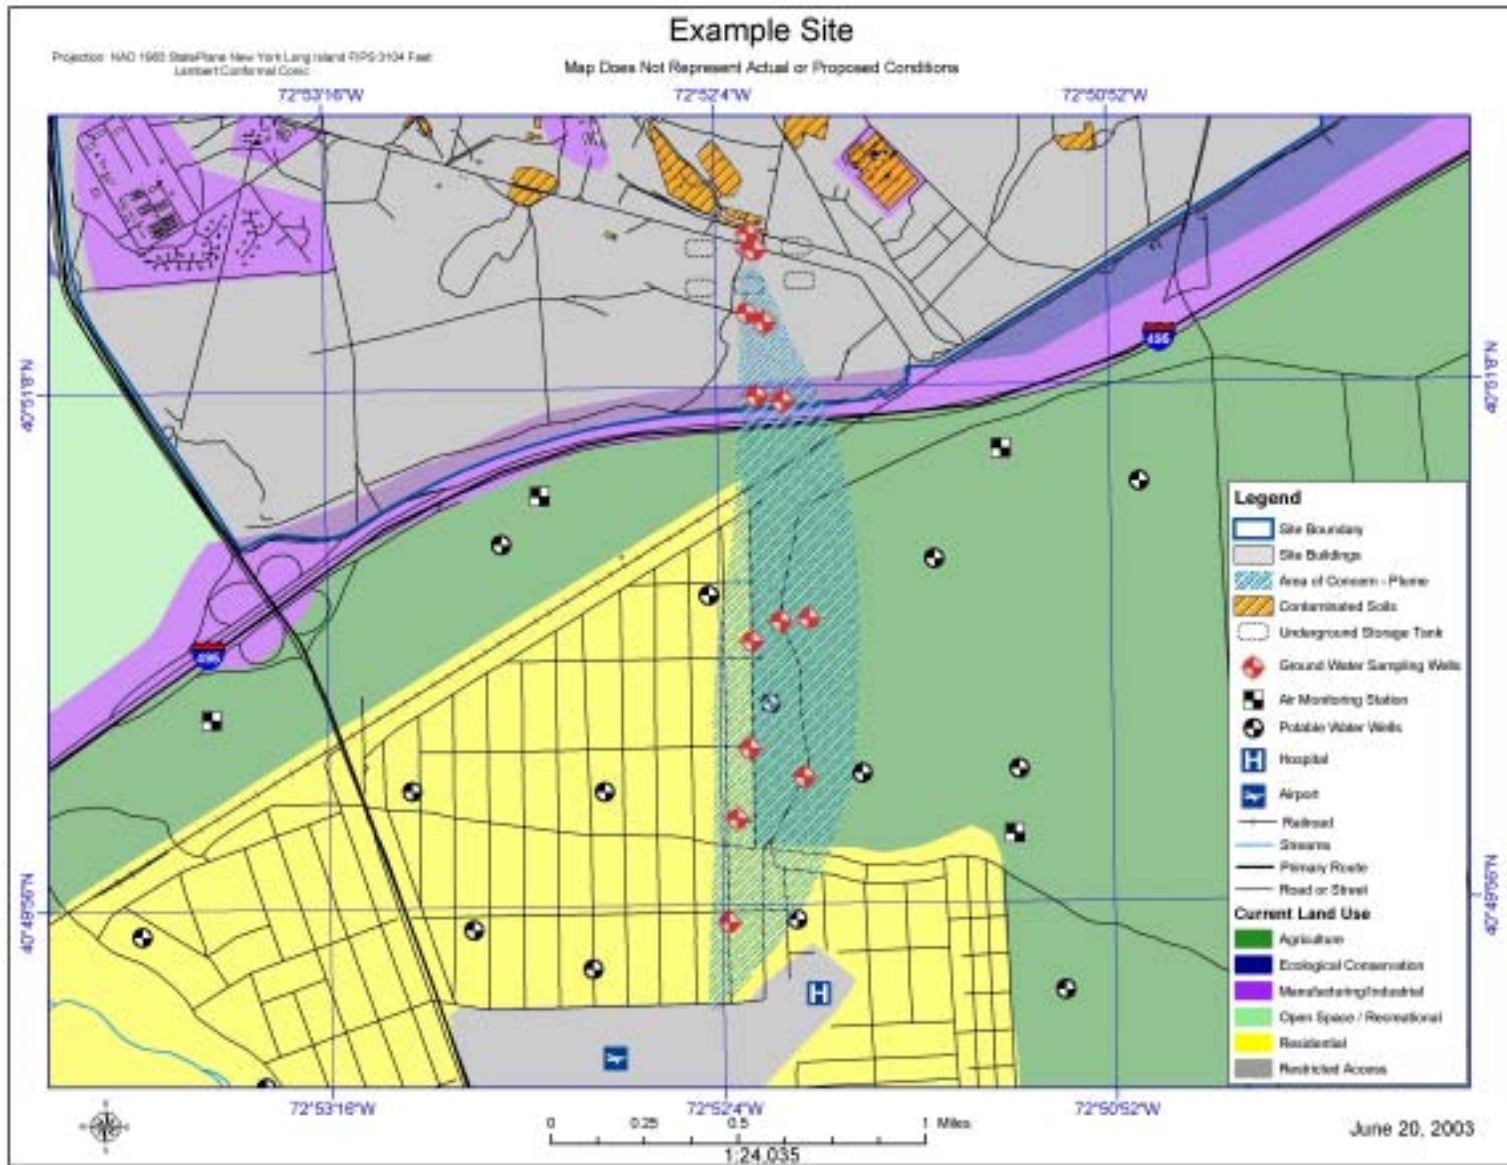 Example Site
Projection: NAD 1983 StatePlane New York Long Island FIPS 3104 Feet
Lambert Conformal Conic
Map Does Not Represent Actual or Proposed Conditions
72°53'16"W
72°52'4"W
72°50'52"W
40°51'8"N
40°51'8"N
495
495
40°49'56"N
40°49'56"N
H
Legend
Site Boundary
Site Buildings
Area of Concern - Plume
Contaminated Soils
Underground Storage Tank
Ground Water Sampling Wells
Air Monitoring Station
Potable Water Wells
H Hospital
Airport
Railroad
Streams
Primary Route
Road or Street
Current Land Use
Agriculture
Ecological Conservation
Manufacturing/Industrial
Open Space / Recreational
Residential
Restricted Access
72°53'16"W
72°52'4"W
72°50'52"W
0 0.25 0.5 1 Miles
1:24,035
June 20, 2003